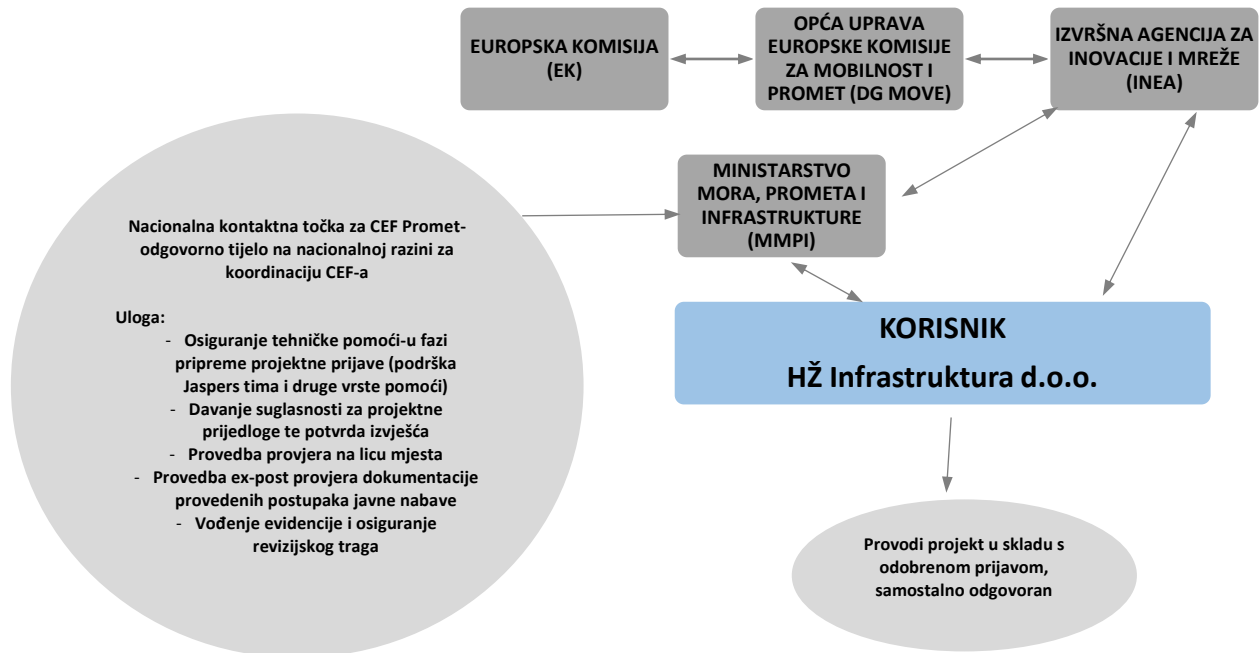 EUROPSKA KOMISIJA
(EK)
OPĆA UPRAVA
EUROPSKE KOMISIJE
ZA MOBILNOST I
PROMET (DG MOVE)
IZVRŠNA AGENCIJA ZA
INOVACIJE I MREŽE
(INEA)
MINISTARSTVO
MORA, PROMETA I
INFRASTRUKTURE
(MMPI)
Nacionalna kontaktna točka za CEF Promet-
odgovorno tijelo na nacionalnoj razini za
koordinaciju CEF-a
Uloga:
- Osiguranje tehničke pomoći-u fazi
pripreme projektne prijave (podrška
Jaspers tima i druge vrste pomoći)
- Davanje suglasnosti za projektne
prijedloge te potvrda izvješća
- Provedba provjera na licu mjesta
- Provedba ex-post provjera dokumentacije
provedenih postupaka javne nabave
- Vođenje evidencije i osiguranje
revizijskog traga
KORISNIK
HŽ Infrastruktura d.o.o.
Provodi projekt u skladu s
odobrenom prijavom,
samostalno odgovoran